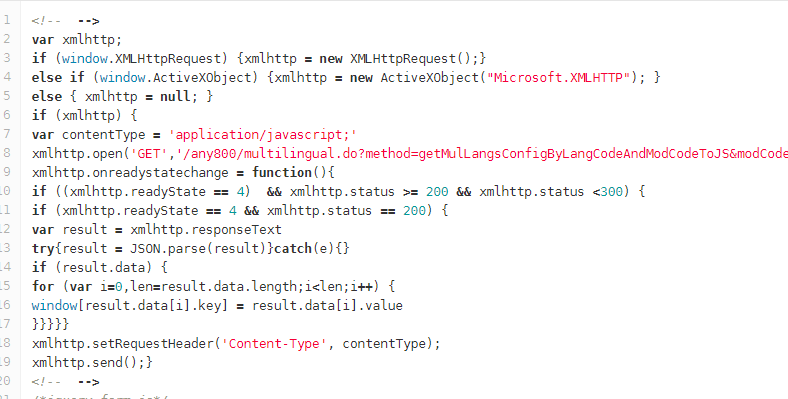 1 <!--  -->
2 var xmlhttp;
3 if (window.XMLHttpRequest) {xmlhttp = new XMLHttpRequest();}
4 else if (window.ActiveXObject) {xmlhttp = new ActiveXObject("Microsoft.XMLHTTP"); }
5 else { xmlhttp = null; }
6 if (xmlhttp) {
7 var contentType = 'application/javascript;'
8 xmlhttp.open('GET','/any800/multilingual.do?method=getMulLangsConfigByLangCodeAndModCodeToJS&modCode
9 xmlhttp.onreadystatechange = function(){
10 if ((xmlhttp.readyState == 4)  && xmlhttp.status >= 200 && xmlhttp.status <300) {
11 if (xmlhttp.readyState == 4 && xmlhttp.status == 200) {
12 var result = xmlhttp.responseText
13 try{result = JSON.parse(result)}catch(e){}
14 if (result.data) {
15 for (var i=0,len=result.data.length;i<len;i++) {
16 window[result.data[i].key] = result.data[i].value
17 }}}}}
18 xmlhttp.setRequestHeader('Content-Type', contentType);
19 xmlhttp.send();}
20 <!--  -->